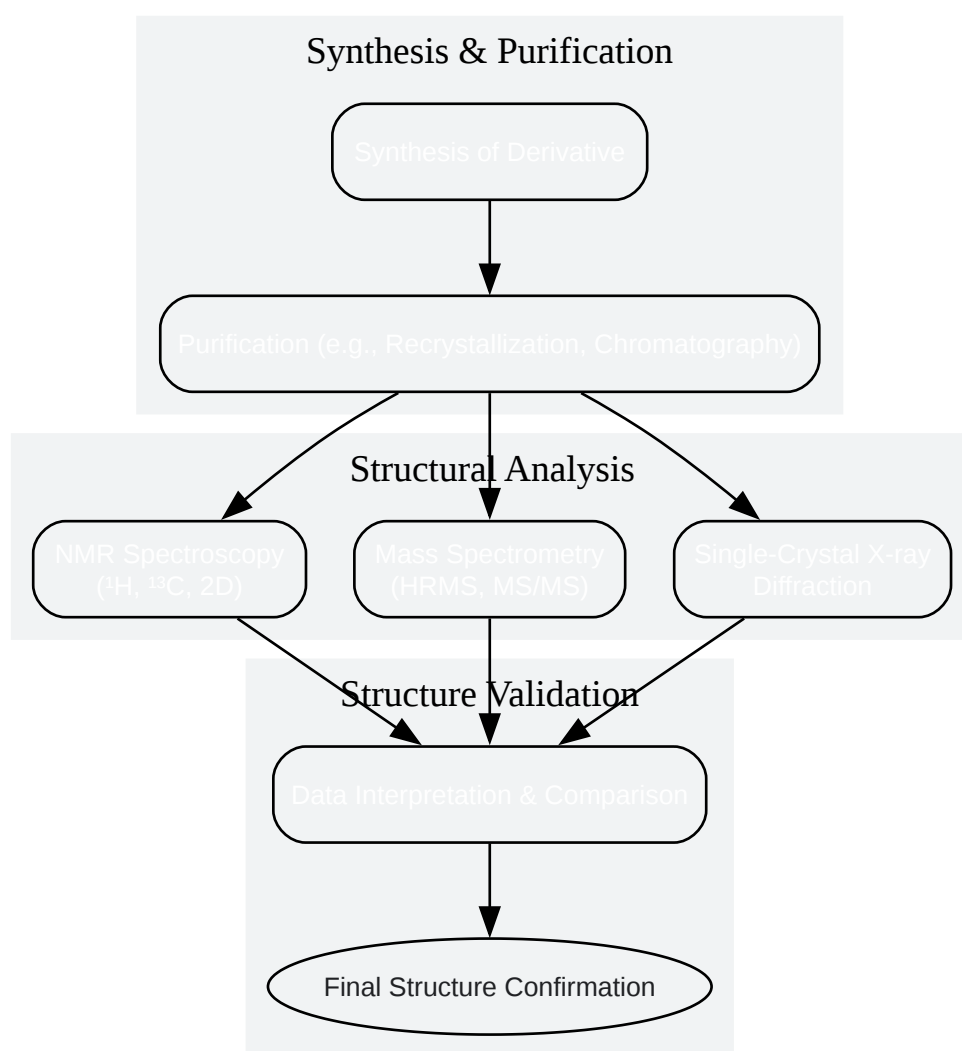 Synthesis & Purification
Synthesis of Derivative
Purification (e.g., Recrystallization, Chromatography)
Structural Analysis
NMR Spectroscopy
(¹H, ¹³C, 2D)
Mass Spectrometry
(HRMS, MS/MS)
Single-Crystal X-ray
Diffraction
Structure Validation
Data Interpretation & Comparison
Final Structure Confirmation